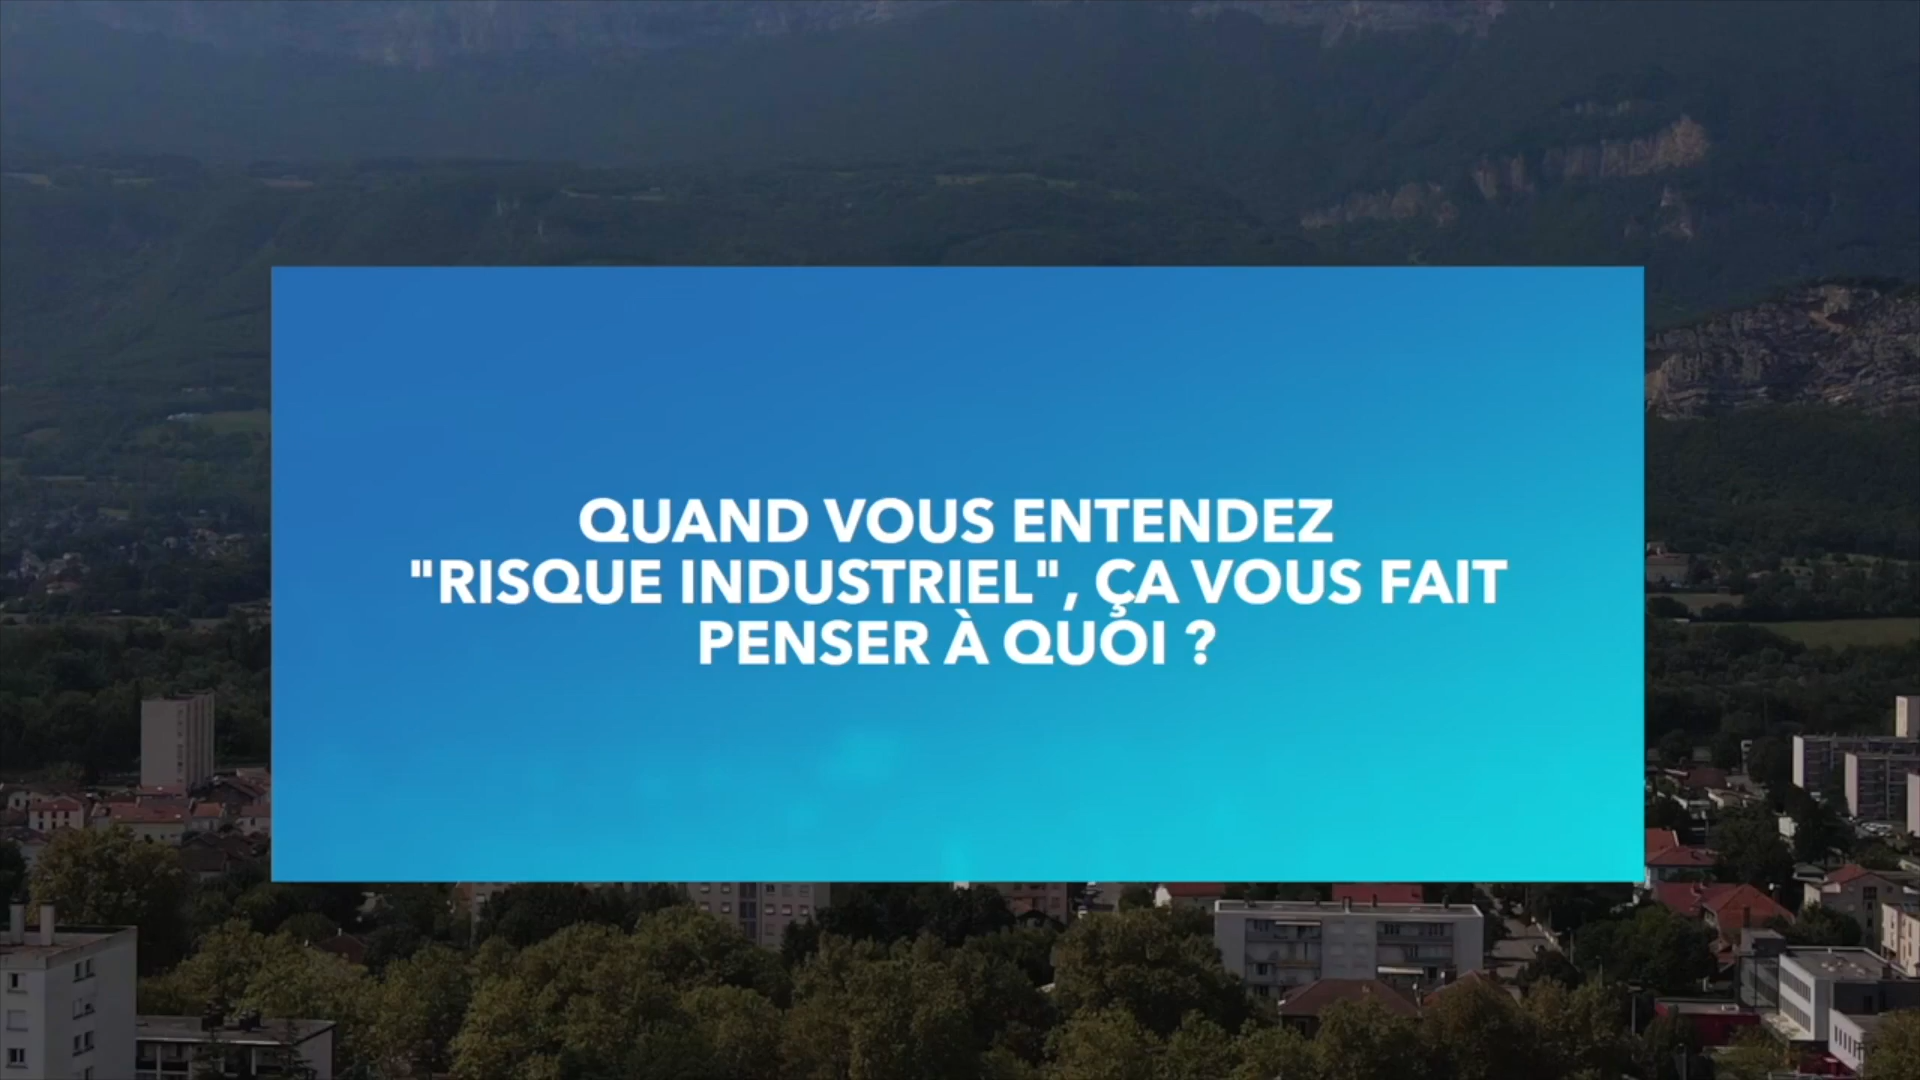 QUAND VOUS ENTENDEZ
"RISQUE INDUSTRIEL", ÇA VOUS FAIT
PENSER À QUOI ?